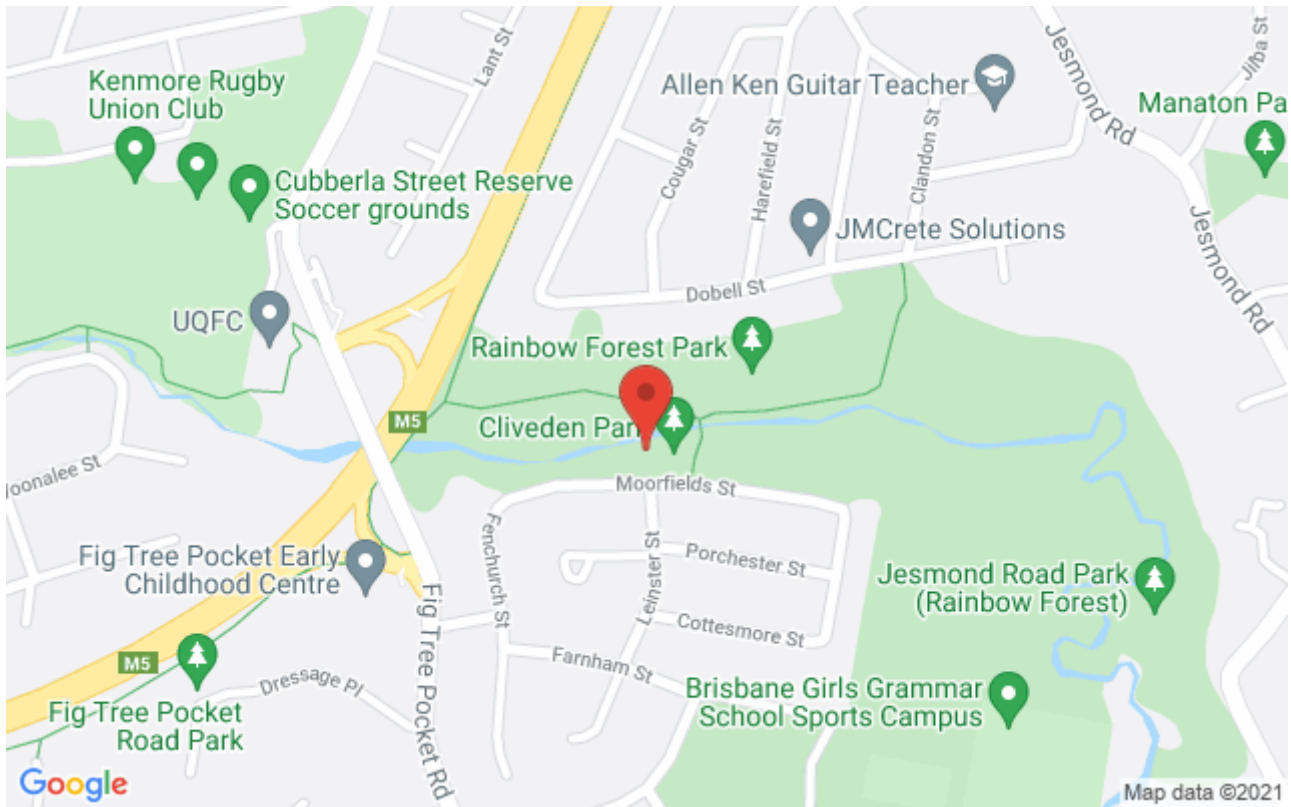 Lant St
Jesmond Rd
Jilba St
Kenmore Rugby
Union Club
Allen Ken Guitar Teacher
Manaton Pa
Cougar St
Harefield St
Clandon St
Cubberla Street Reserve
Soccer grounds
JMCrete Solutions
Jesmond Rd
Dobell St
UQFC
Rainbow Forest Park
M5
Cliveden Park
Moorfields St
oonalee St
Fenchurch St
Fig Tree Pocket Early
Childhood Centre
Porchester St
Leinster St
Jesmond Road Park
(Rainbow Forest)
Cottesmore St
Fig Tree Pocket Rd
M5
Farnham St
Dressage Pl
Brisbane Girls Grammar
School Sports Campus
Fig Tree Pocket
Road Park
Google
Map data ©2021